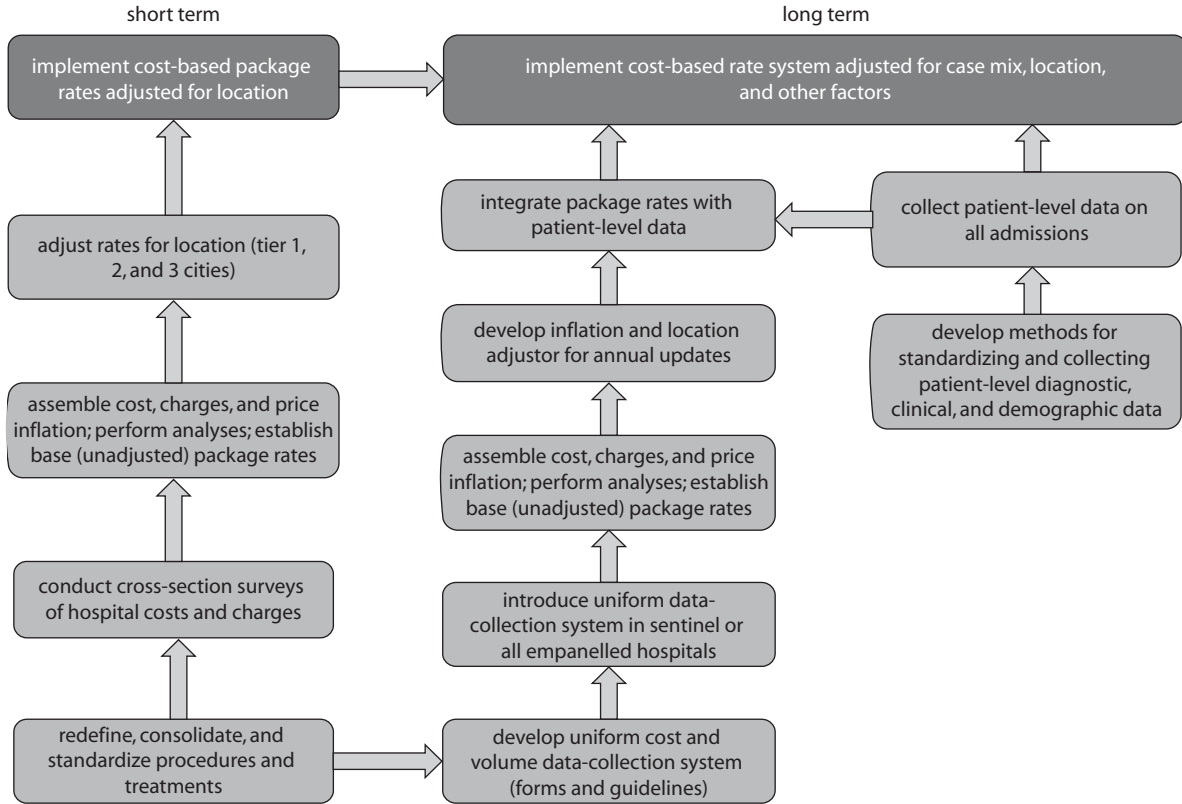 short term
long term
implement cost-based package
rates adjusted for location
implement cost-based rate system adjusted for case mix, location,
and other factors
adjust rates for location (tier 1,
2, and 3 cities)
integrate package rates with
patient-level data
collect patient-level data on
all admissions
develop inflation and location
adjustor for annual updates
develop methods for
standardizing and collecting
patient-level diagnostic,
clinical, and demographic data
assemble cost, charges, and price
inflation; perform analyses; establish
base (unadjusted) package rates
assemble cost, charges, and price
inflation; perform analyses; establish
base (unadjusted) package rates
conduct cross-section surveys
of hospital costs and charges
introduce uniform data-
collection system in sentinel or
all empanelled hospitals
redefine, consolidate, and
standardize procedures and
treatments
develop uniform cost and
volume data-collection system
(forms and guidelines)